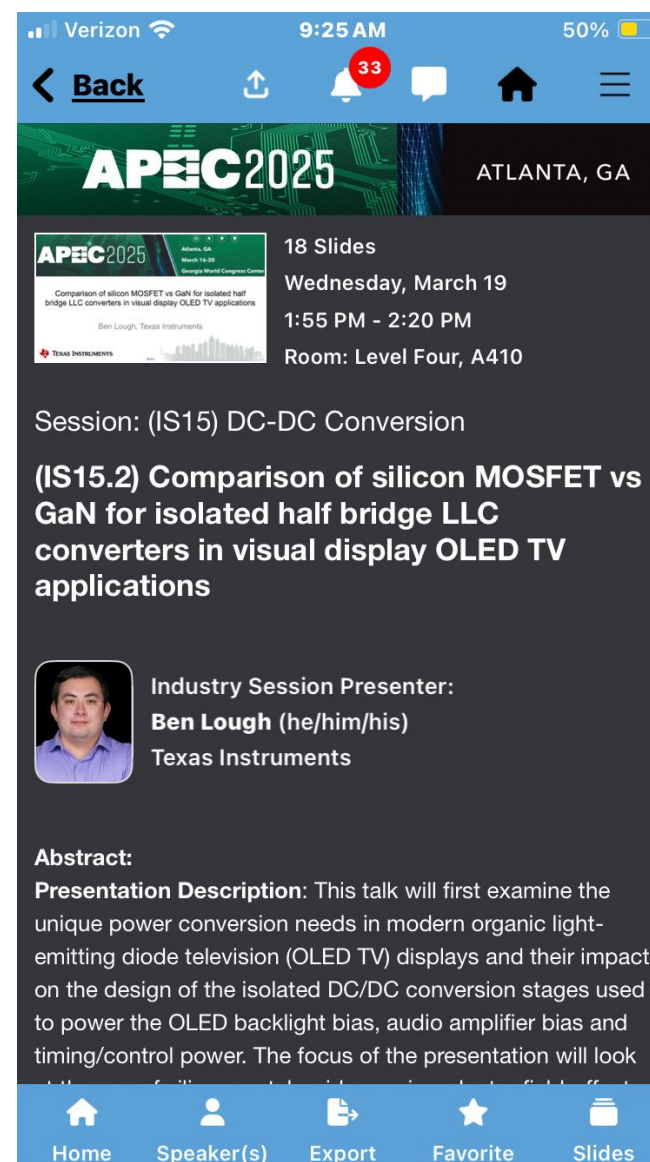 Verizon 9:25 AM 50%
Back 33
APEC2025 ATLANTA, GA
APEC2025 Atlanta, GA
March 16-20
Georgia World Congress Center
Comparison of silicon MOSFET vs GaN for isolated half
bridge LLC converters in visual display OLED TV applications
Ben Lough, Texas Instruments
TEXAS INSTRUMENTS
18 Slides
Wednesday, March 19
1:55 PM - 2:20 PM
Room: Level Four, A410
Session: (IS15) DC-DC Conversion
(IS15.2) Comparison of silicon MOSFET vs
GaN for isolated half bridge LLC
converters in visual display OLED TV
applications
Industry Session Presenter:
Ben Lough (he/him/his)
Texas Instruments
Abstract:
Presentation Description: This talk will first examine the
unique power conversion needs in modern organic light-
emitting diode television (OLED TV) displays and their impact
on the design of the isolated DC/DC conversion stages used
to power the OLED backlight bias, audio amplifier bias and
timing/control power. The focus of the presentation will look
Home Speaker(s) Export Favorite Slides